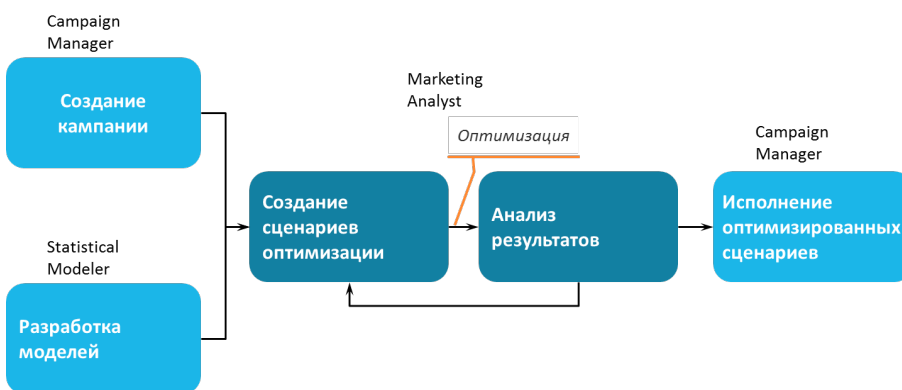 Campaign
Manager
Создание
кампании
Statistical
Modeler
Разработка
моделей
Marketing
Analyst
Оптимизация
Создание
сценариев
оптимизации
Анализ
результатов
Campaign
Manager
Исполнение
оптимизированных
сценариев